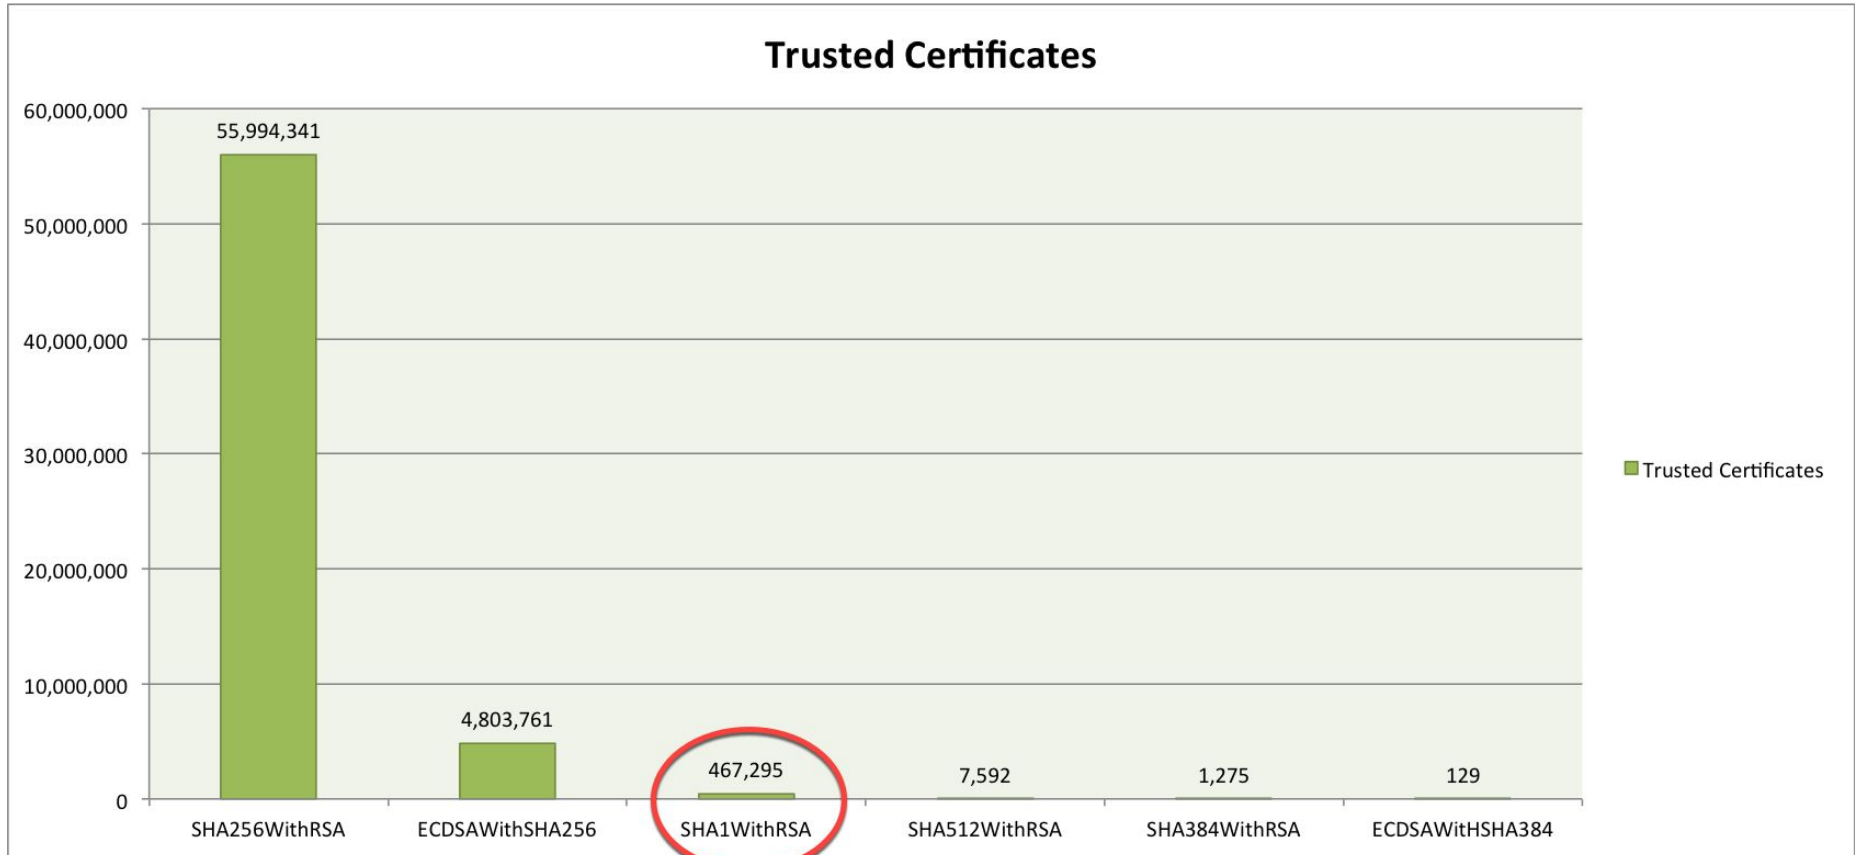 Trusted Certificates
60,000,000
50,000,000
40,000,000
30,000,000
20,000,000
10,000,000
0
55,994,341
4,803,761
467,295
7,592
1,275
129
SHA256WithRSA
ECDSAWithSHA256
SHA1WithRSA
SHA512WithRSA
SHA384WithRSA
ECDSAWitHSHA384
Trusted Certificates